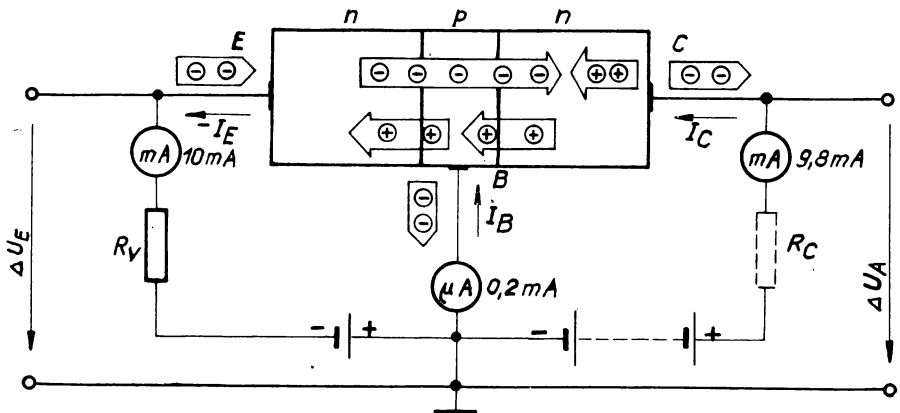 n p n
E C
⊖ ⊖ ⊖ ⊖ ⊖ ⊖ ⊖ ⊕ ⊕ ⊖ ⊖
-I_E I_C
⊕ ⊕ ⊕ ⊕
mA 10mA B mA 9,8mA
⊖ I_B
⊖
ΔU_E R_V R_C ΔU_A
μA 0,2mA
- + - +